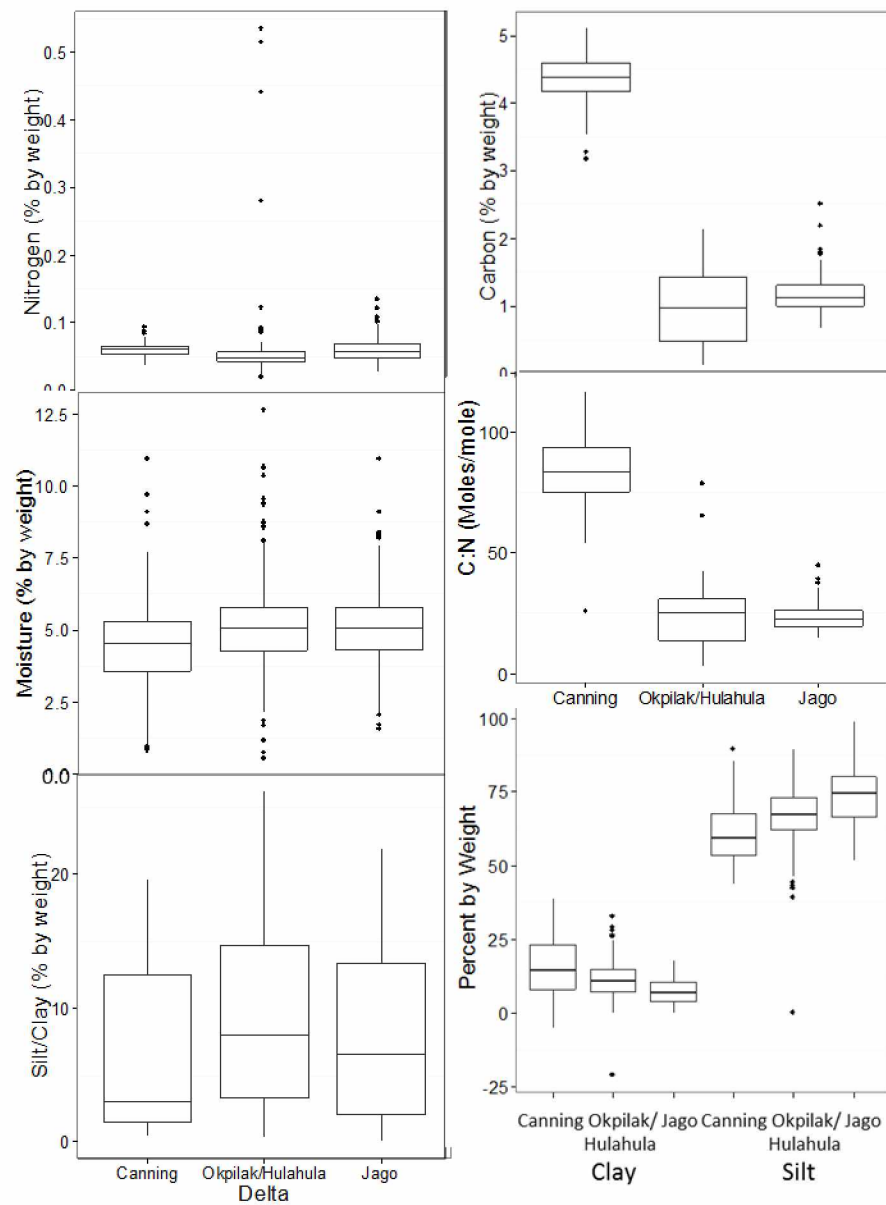 Nitrogen (% by weight)
0.5
0.4
0.3
0.2
0.1
0.0
Moisture (% by weight)
12.5
10.0
7.5
5.0
2.5
0.0
Silt/Clay (% by weight)
20
10
0
Canning Okpilak/Hulahula Jago
Delta
Carbon (% by weight)
5
4
3
2
1
0
C:N (Moles/mole)
100
50
0
Canning Okpilak/Hulahula Jago
Percent by Weight
100
75
50
25
0
-25
Canning Okpilak/ Jago Canning Okpilak/ Jago
Hulahula Hulahula
Clay Silt